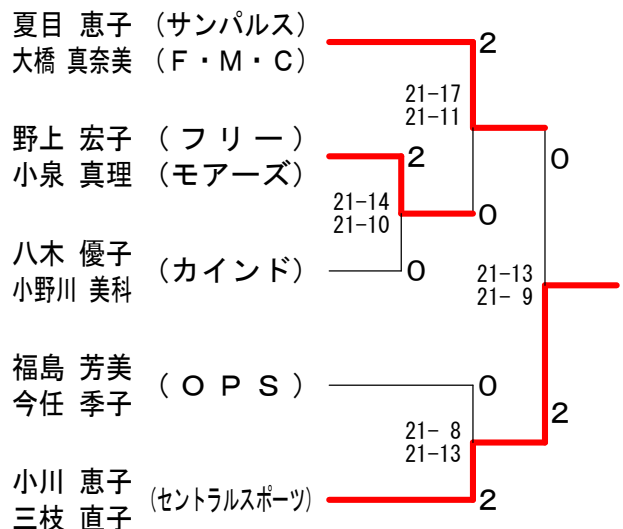 夏目 恵子 (サンパルス)
大橋 真奈美 (F・M・C)
2
21-17
21-11
0
野上 宏子 (フリー)
小泉 真理 (モアーズ)
2
21-14
21-10
0
八木 優子
小野川 美科
(カインド)
0
21-13
21- 9
福島 芳美
今任 季子
(OPS)
0
2
21- 8
21-13
小川 恵子
三枝 直子
(セントラルスポーツ)
2